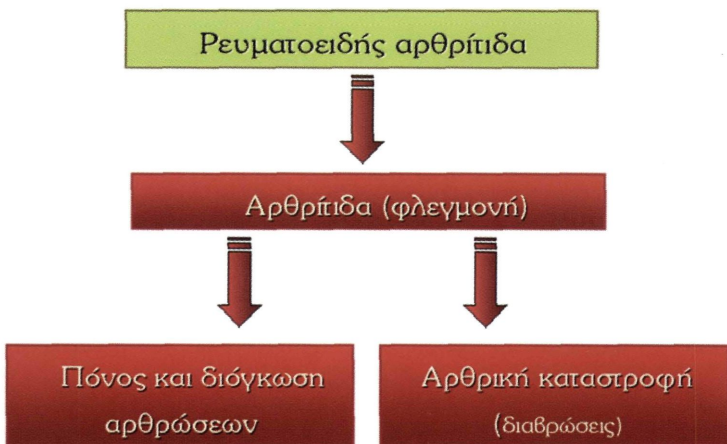 Ρευματοειδής αρθρίτιδα
Αρθρίτιδα (φλεγμονή)
Πόνος και διόγκωση
αρθρώσεων
Αρθρική καταστροφή
(διαβρώσεις)